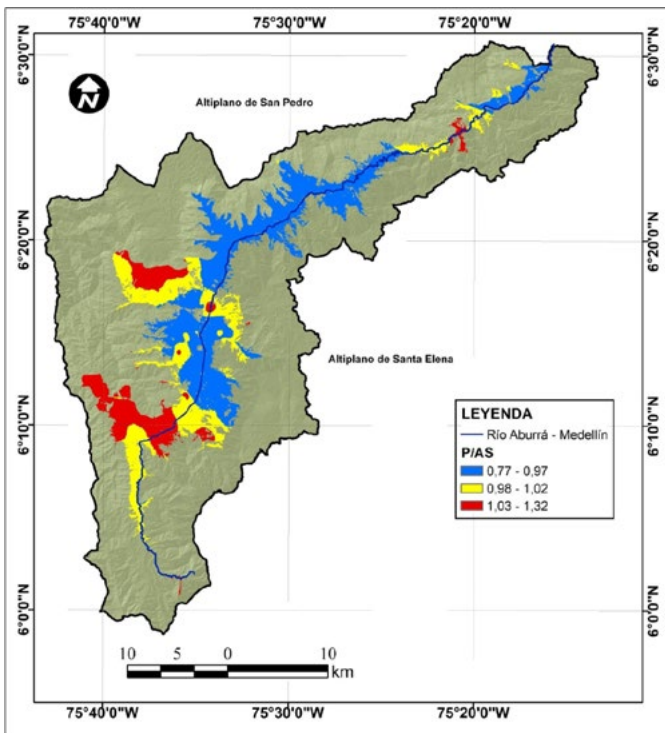 75°40'0"W 75°30'0"W 75°20'0"W
6°30'0"N 6°30'0"N
N
Altiplano de San Pedro
6°20'0"N 6°20'0"N
Altiplano de Santa Elena
6°10'0"N 6°10'0"N
LEYENDA
Río Aburrá - Medellín
P/AS
0,77 - 0,97
0,98 - 1,02
1,03 - 1,32
6°0'0"N 6°0'0"N
10 5 0 10
km
75°40'0"W 75°30'0"W 75°20'0"W